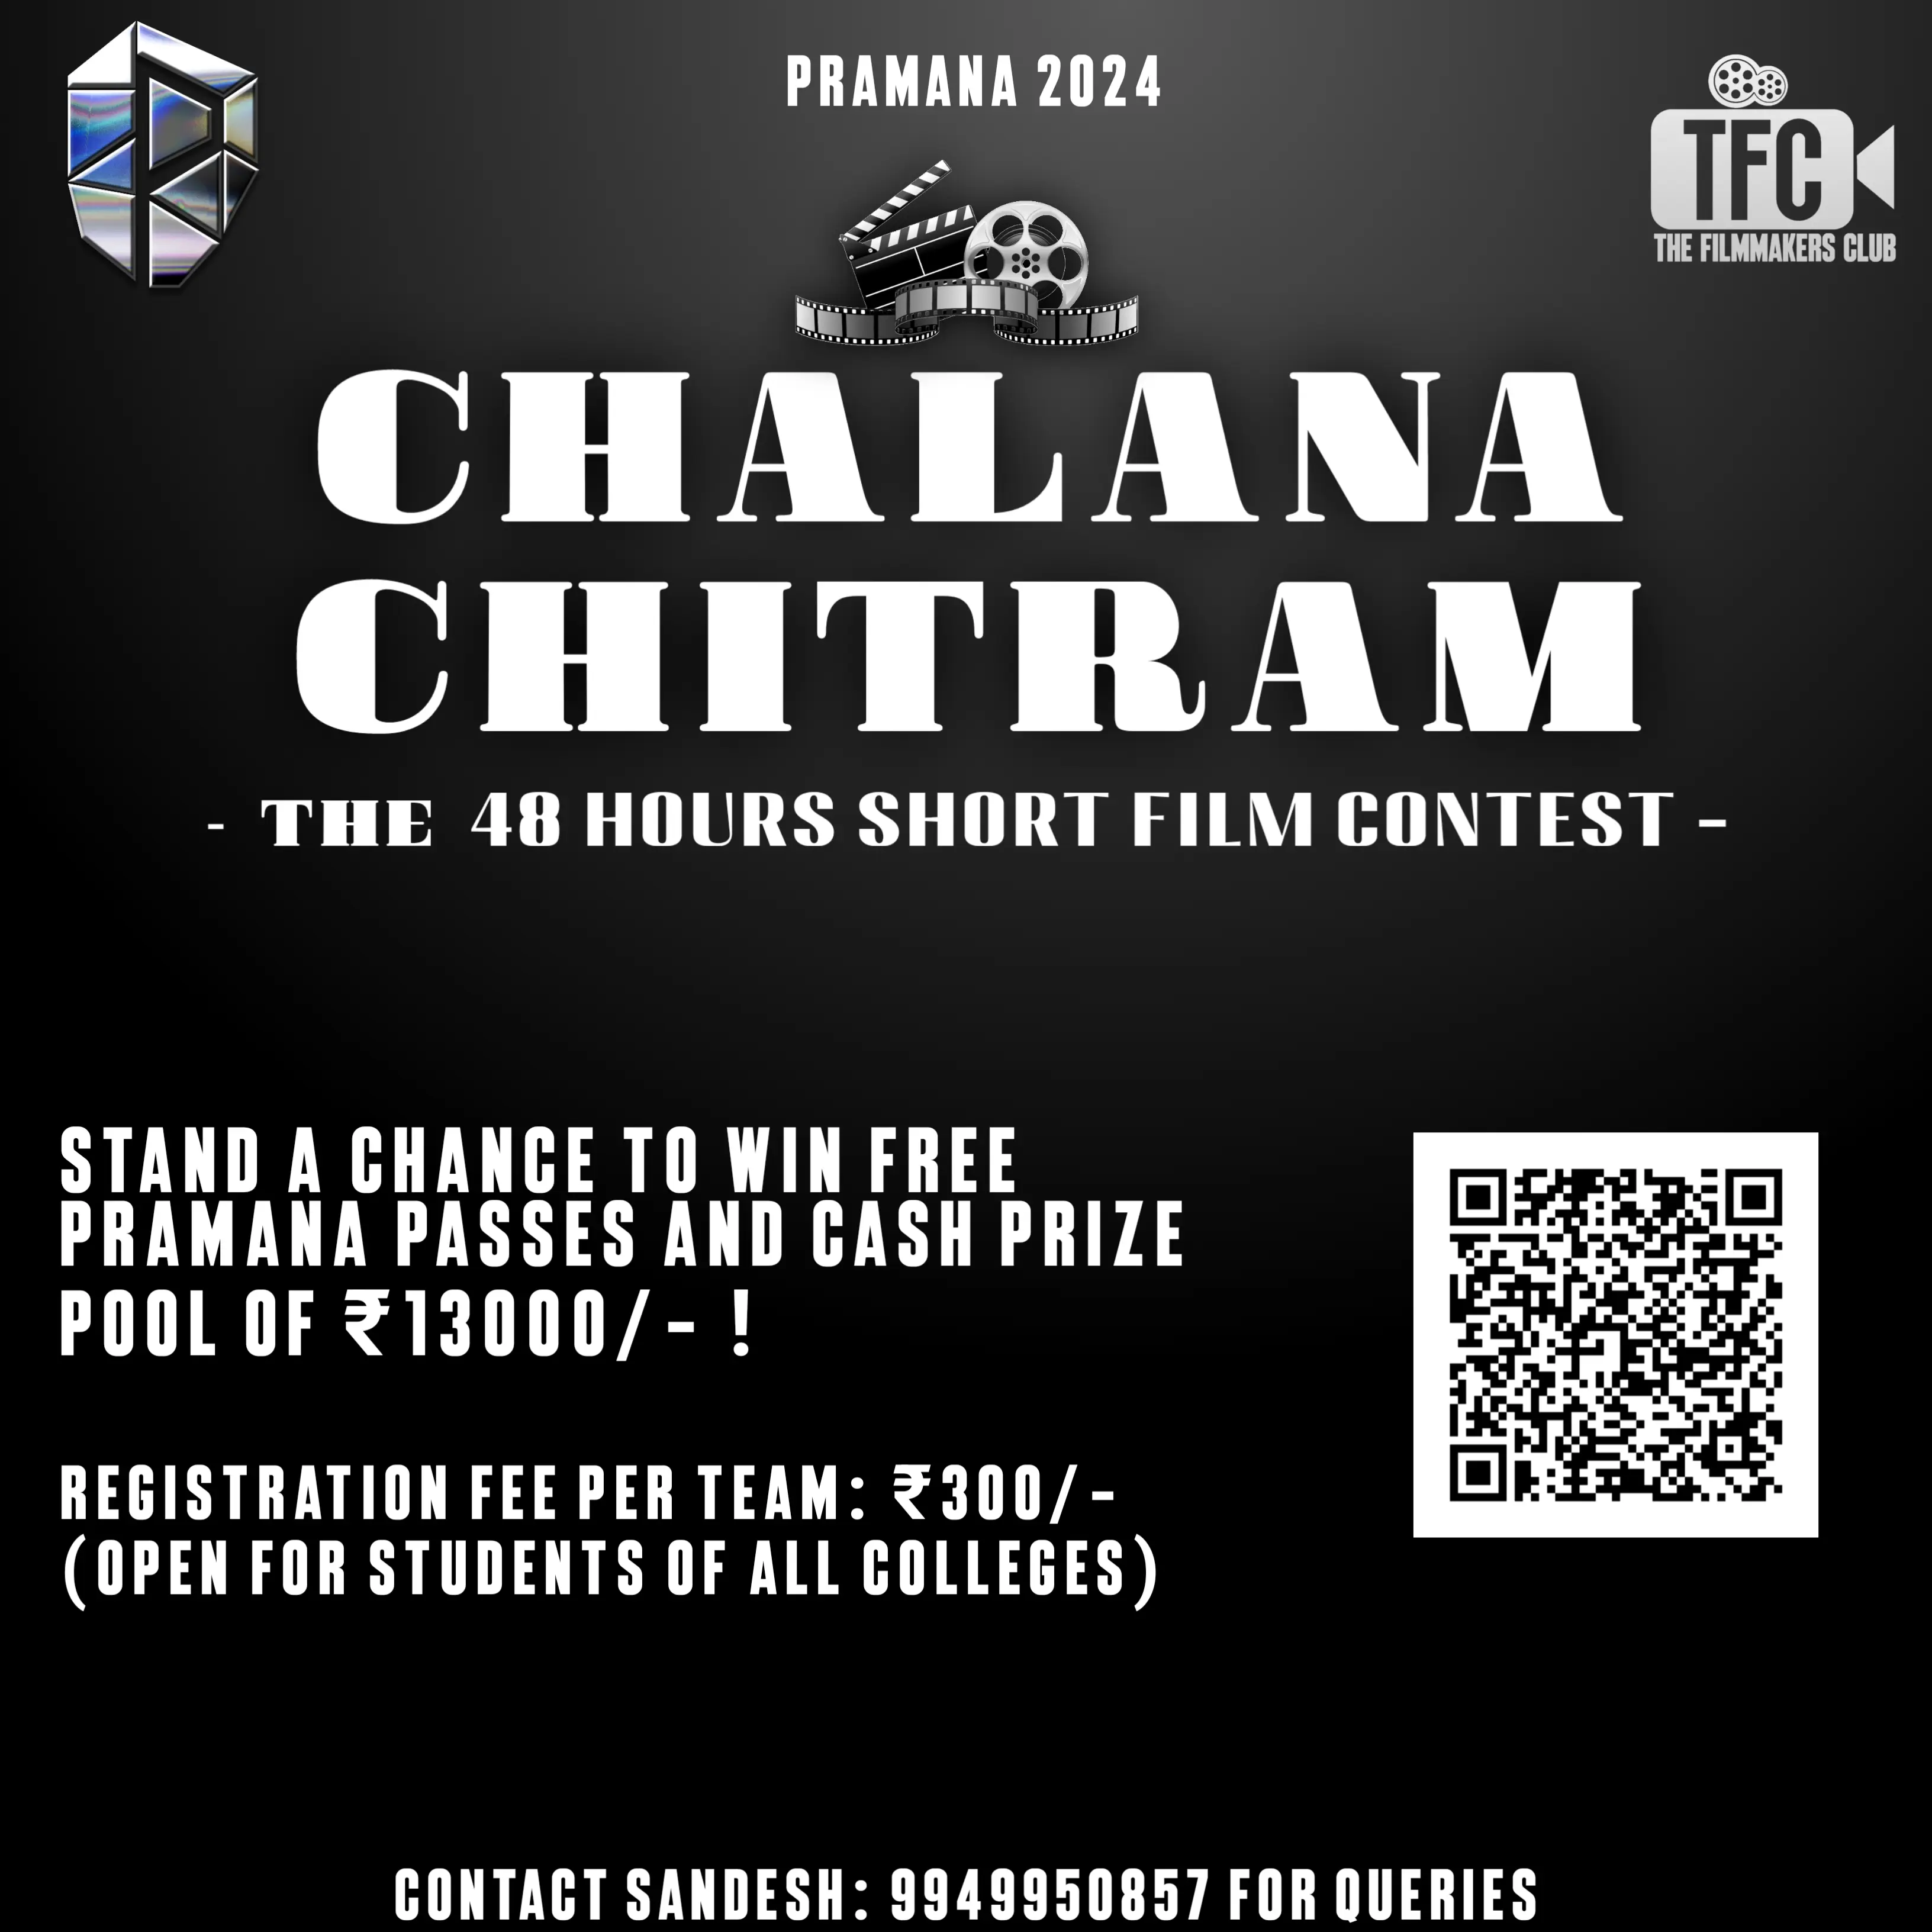 PRAMANA 2024
TFC
THE FILMMAKERS CLUB
CHALANA
CHITRAM
- THE 48 HOURS SHORT FILM CONTEST -
STAND A CHANCE TO WIN FREE
PRAMANA PASSES AND CASH PRIZE
POOL OF ₹13000/- !
REGISTRATION FEE PER TEAM: ₹300/-
(OPEN FOR STUDENTS OF ALL COLLEGES)
CONTACT SANDESH: 9949950857 FOR QUERIES